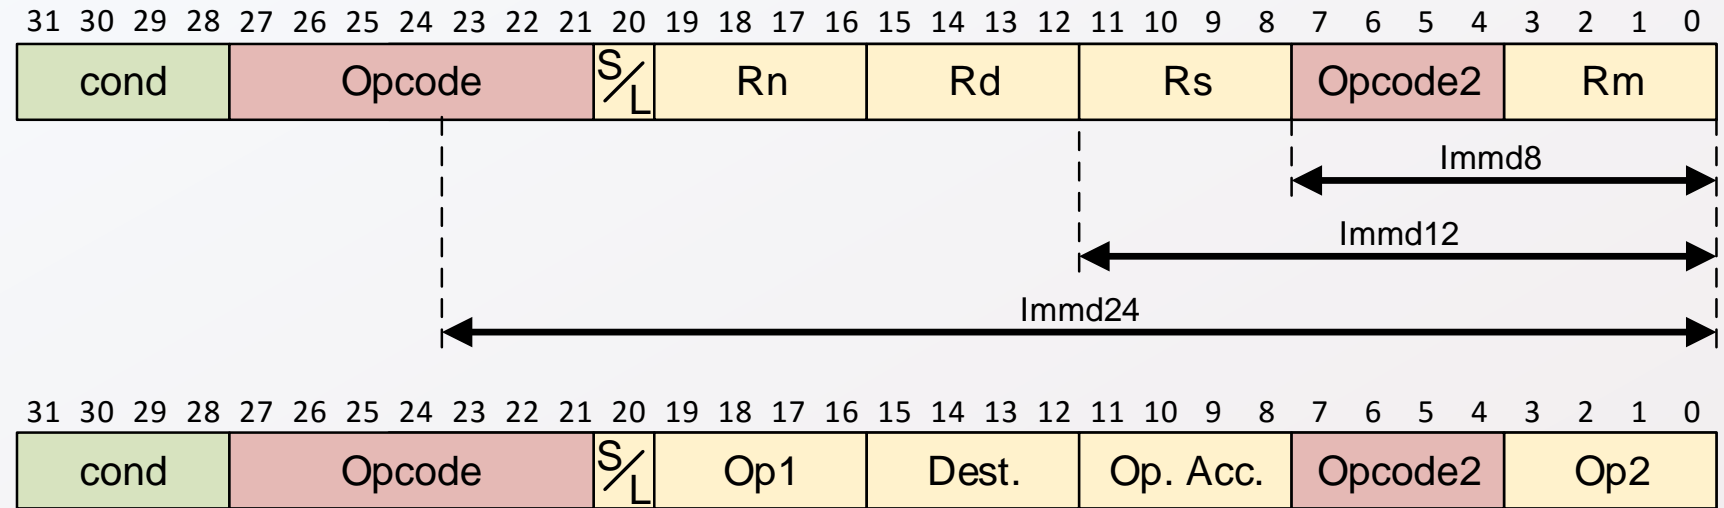 31 30 29 28 27 26 25 24 23 22 21 20 19 18 17 16 15 14 13 12 11 10 9 8 7 6 5 4 3 2 1 0
cond Opcode S/L Rn Rd Rs Opcode2 Rm
Immd8
Immd12
Immd24
31 30 29 28 27 26 25 24 23 22 21 20 19 18 17 16 15 14 13 12 11 10 9 8 7 6 5 4 3 2 1 0
cond Opcode S/L Op1 Dest. Op. Acc. Opcode2 Op2